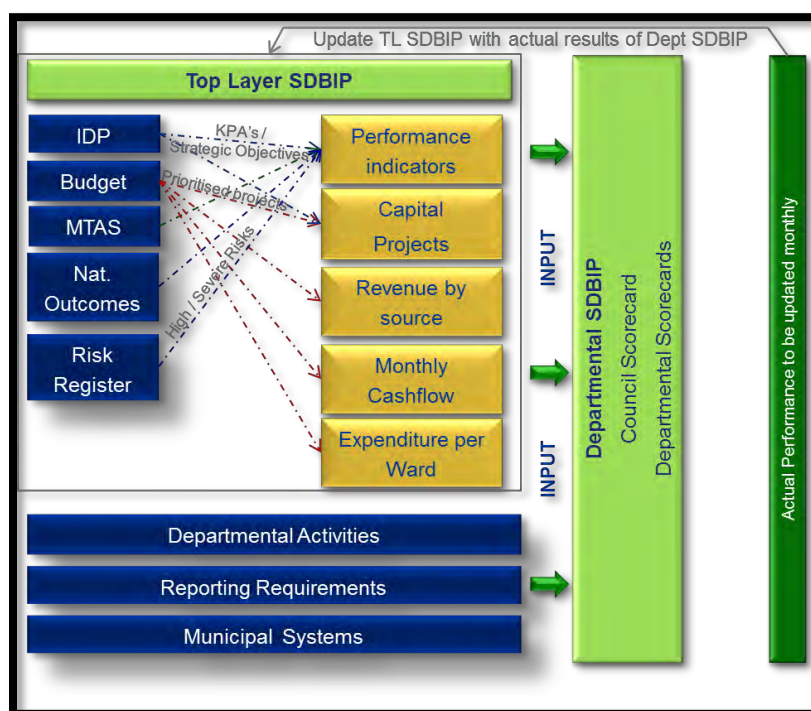 Update TL SDBIP with actual results of Dept SDBIP
Top Layer SDBIP
IDP
Budget
MTAS
Nat.
Outcomes
Risk
Register
KPA's /
Strategic Objectives
Prioritised projects
High / Severe Risks
Performance
indicators
Capital
Projects
Revenue by
source
Monthly
Cashflow
Expenditure per
Ward
INPUT
INPUT
Departmental Activities
Reporting Requirements
Municipal Systems
Departmental SDBIP
Council Scorecard
Departmental Scorecards
Actual Performance to be updated monthly